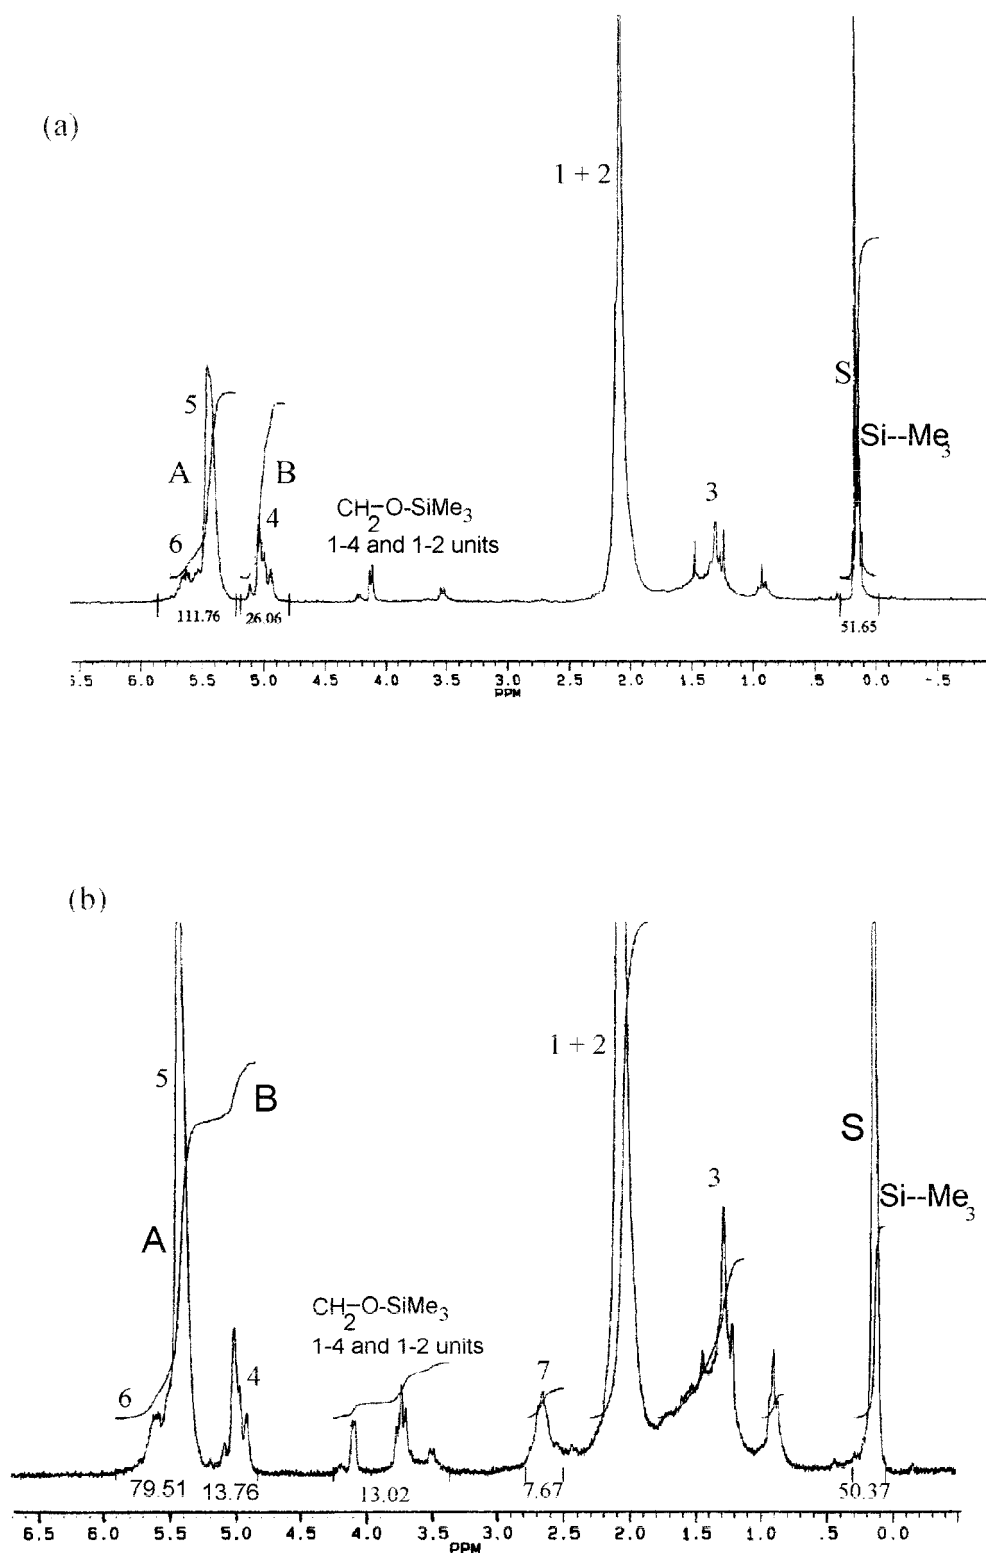 (a)
1 + 2
5
S
A
Si--Me3
B
3
CH2-O-SiMe3
4
6
1-4 and 1-2 units
111.76 26.06 51.65
6.0 5.5 5.0 4.5 4.0 3.5 3.0 2.5 2.0 1.5 1.0 0.5 0.0 -.5
PPM
(b)
1 + 2
5
B
S
3
Si--Me3
A
CH2-O-SiMe3
1-4 and 1-2 units
7
6
4
79.51 13.76 13.02 7.67 50.37
6.5 6.0 5.5 5.0 4.5 4.0 3.5 3.0 2.5 2.0 1.5 1.0 0.5 0.0
PPM